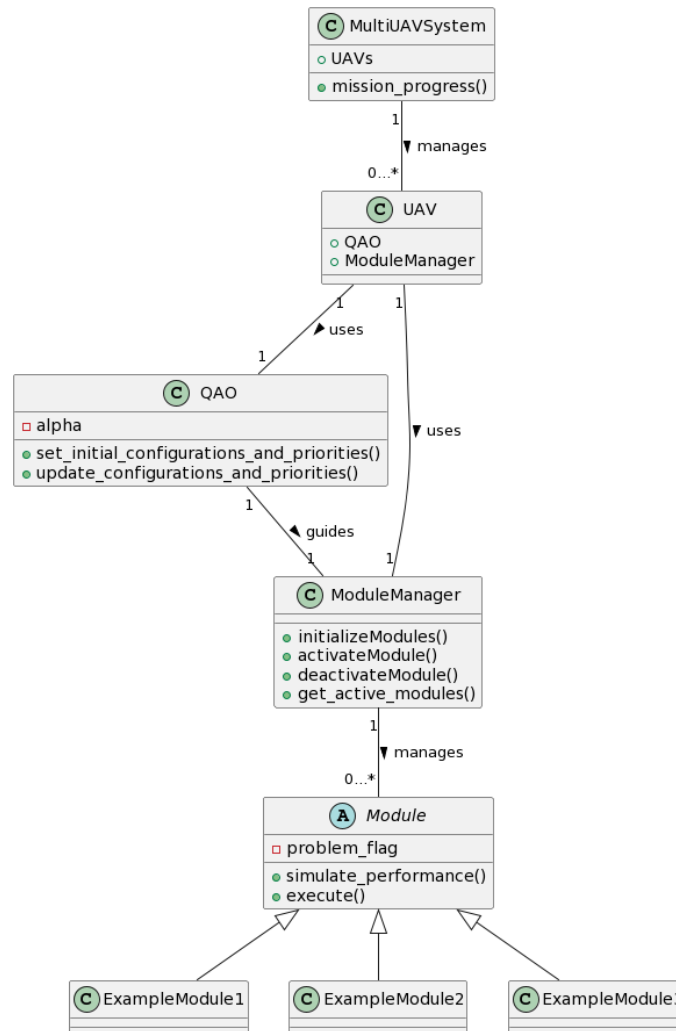 C MultiUAVSystem
UAVs
mission_progress()
1
manages
0...*
C UAV
QAO
ModuleManager
1 1
uses
1
C QAO
alpha
set_initial_configurations_and_priorities()
update_configurations_and_priorities()
uses
1
guides
1 1
C ModuleManager
initializeModules()
activateModule()
deactivateModule()
get_active_modules()
1
manages
0...*
A Module
problem_flag
simulate_performance()
execute()
C ExampleModule1 C ExampleModule2 C ExampleModule3